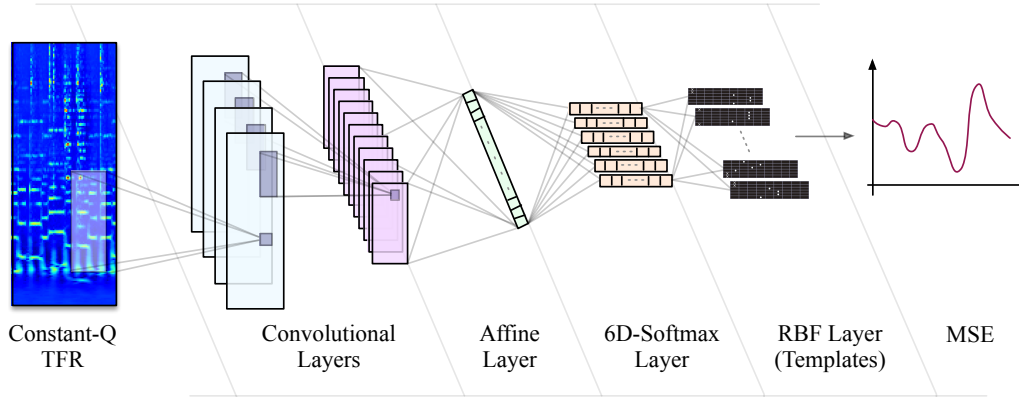 Constant-Q
TFR
Convolutional
Layers
Affine
Layer
6D-Softmax
Layer
RBF Layer
(Templates)
MSE